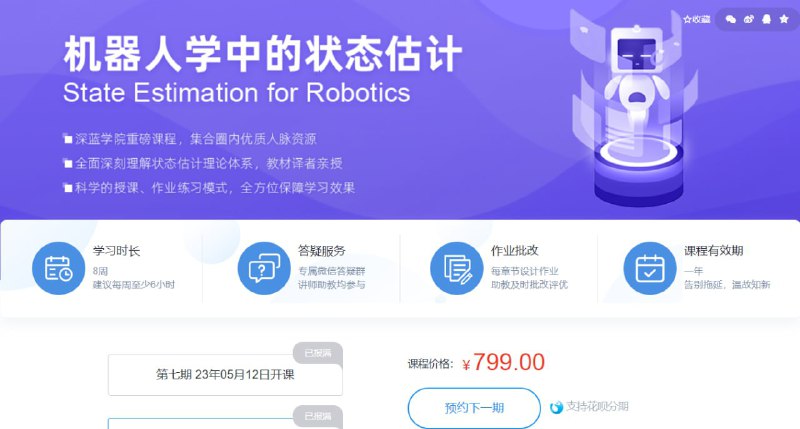 ☆收藏
机器人学中的状态估计
State Estimation for Robotics
深蓝学院重磅课程，集合圈内优质人脉资源
全面深刻理解状态估计理论体系，教材译者亲授
科学的授课、作业练习模式，全方位保障学习效果
学习时长
8周
建议每周至少6小时
答疑服务
专属微信答疑群
讲师助教均参与
作业批改
每章节设计作业
助教及时批改评优
课程有效期
一年
告别拖延，温故知新
已报满
第七期 23年05月12日开课
课程价格：￥799.00
预约下一期
支持花呗分期
已报满